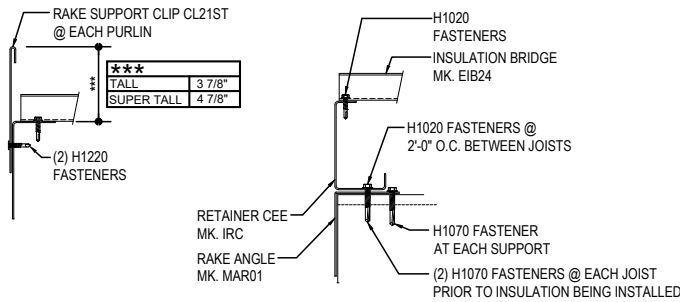 RAKE SUPPORT CLIP CL21ST
@ EACH PURLIN
***
***
TALL 3 7/8"
SUPER TALL 4 7/8"
(2) H1220
FASTENERS
H1020
FASTENERS
INSULATION BRIDGE
MK. EIB24
H1020 FASTENERS @
2'-0" O.C. BETWEEN JOISTS
RETAINER CEE
MK. IRC
RAKE ANGLE
MK. MAR01
H1070 FASTENER
AT EACH SUPPORT
(2) H1070 FASTENERS @ EACH JOIST
PRIOR TO INSULATION BEING INSTALLED